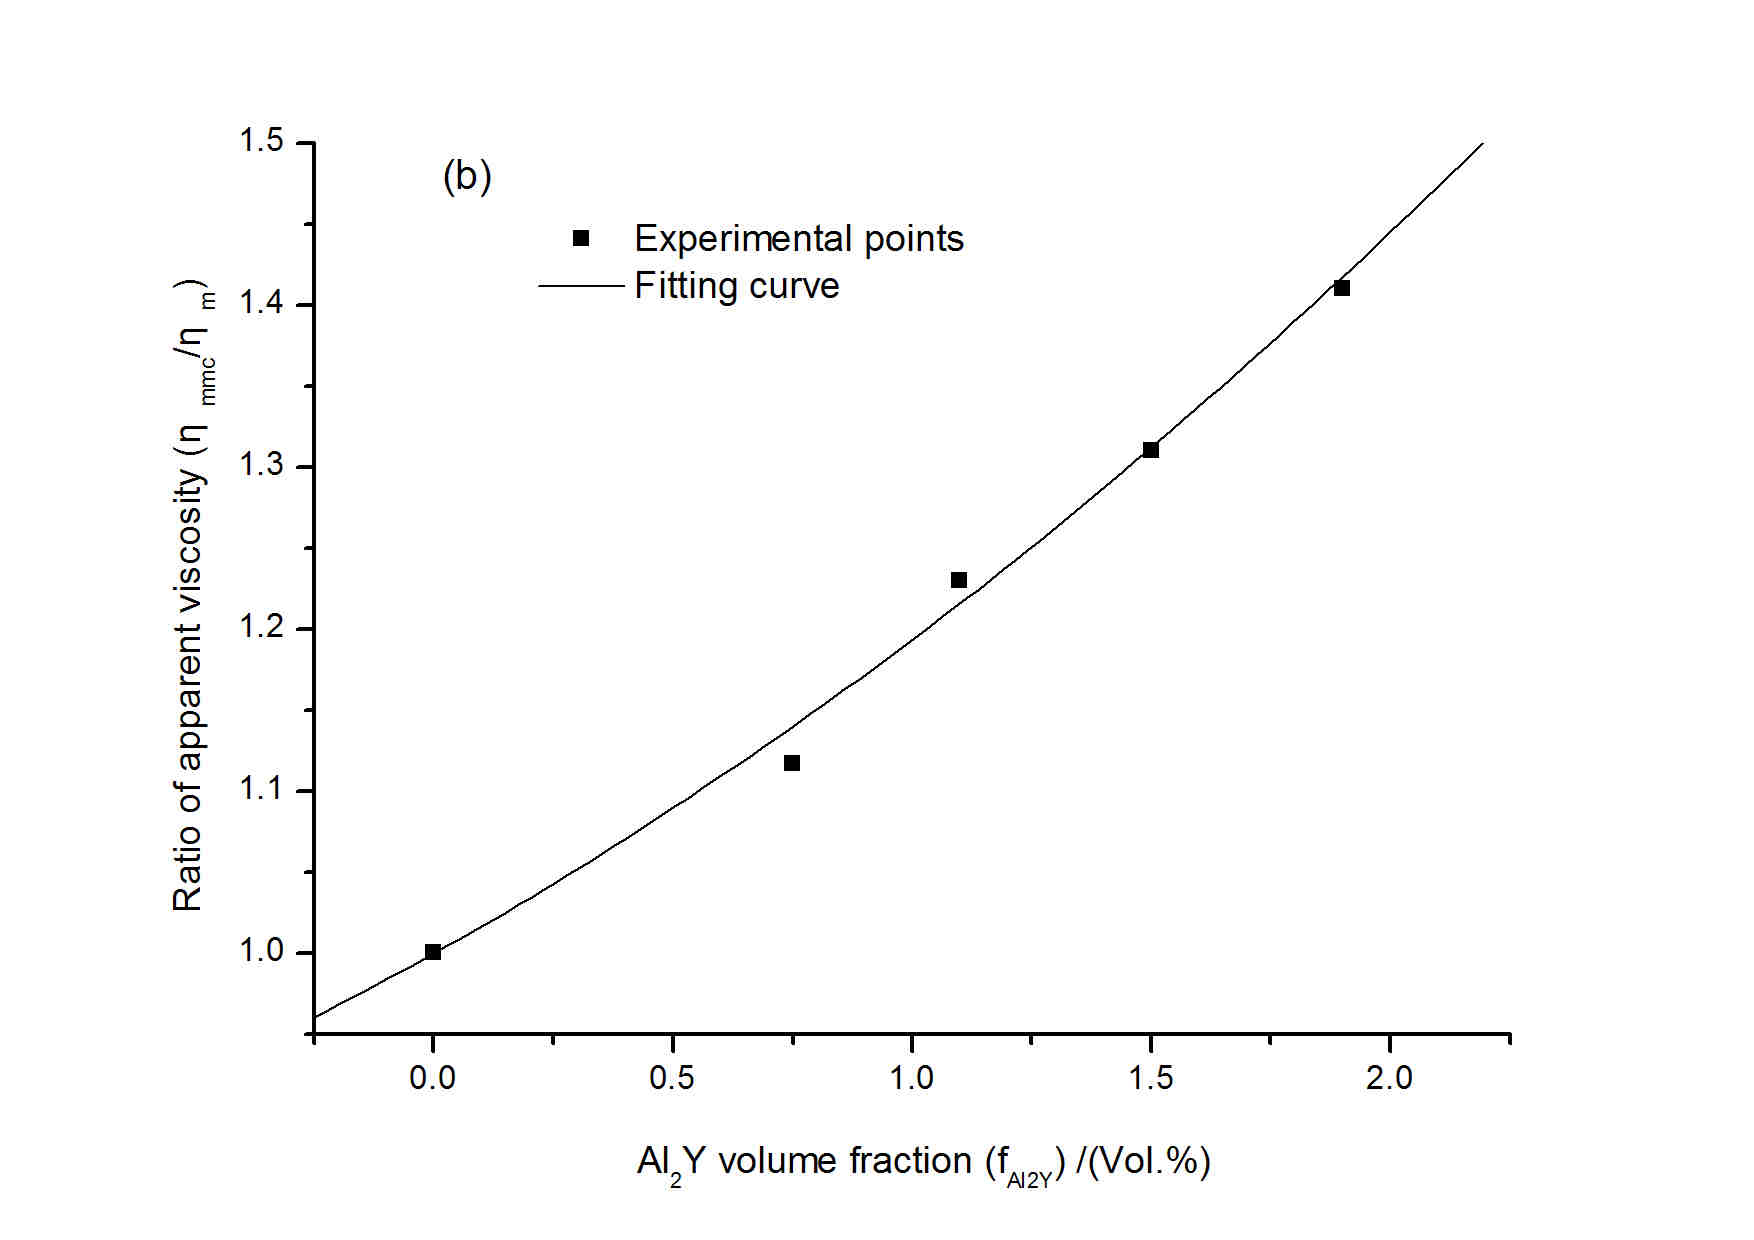 (b)
Experimental points
Fitting curve
1.5
1.4
1.3
1.2
1.1
1.0
Ratio of apparent viscosity (η mmc/η m)
0.0 0.5 1.0 1.5 2.0
Al2Y volume fraction (fAl2Y) /(Vol.%)